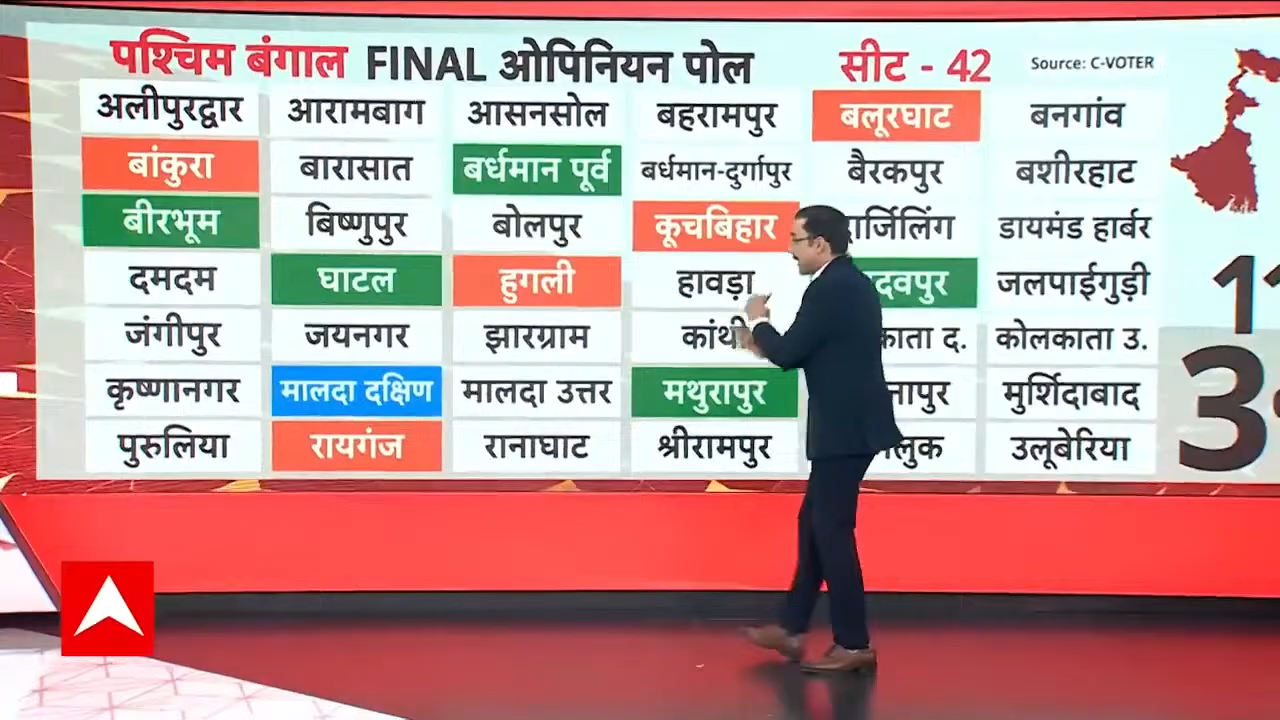 पश्चिम बंगाल FINAL ओपिनियन पोल सीट - 42 Source: C-VOTER
अलीपुरद्वार आरामबाग आसनसोल बहरामपुर बलूरघाट बनगांव
बांकुरा बारासात बर्धमान पूर्व बर्धमान-दुर्गापुर बैरकपुर बशीरहाट
बीरभूम बिष्णुपुर बोलपुर कूचबिहार डायमंड हार्बर
दमदम घाटल हुगली हावड़ा जलपाईगुड़ी
जंगीपुर जयनगर झारग्राम कांथी द. कोलकाता उ.
कृष्णानगर मालदा दक्षिण मालदा उत्तर मथुरापुर मुर्शिदाबाद
पुरुलिया रायगंज रानाघाट श्रीरामपुर उलूबेरिया